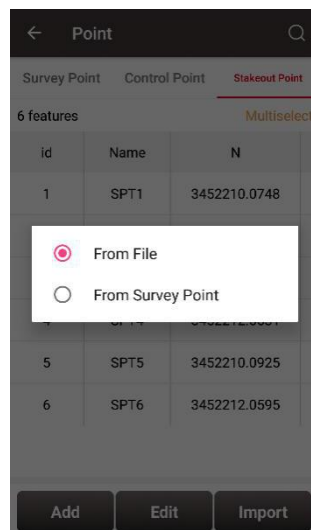 Point
Survey Point Control Point Stakeout Point
6 features Multiselect
id Name N
1 SPT1 3452210.0748
From File
From Survey Point
5 SPT5 3452210.0925
6 SPT6 3452212.0595
Add Edit Import